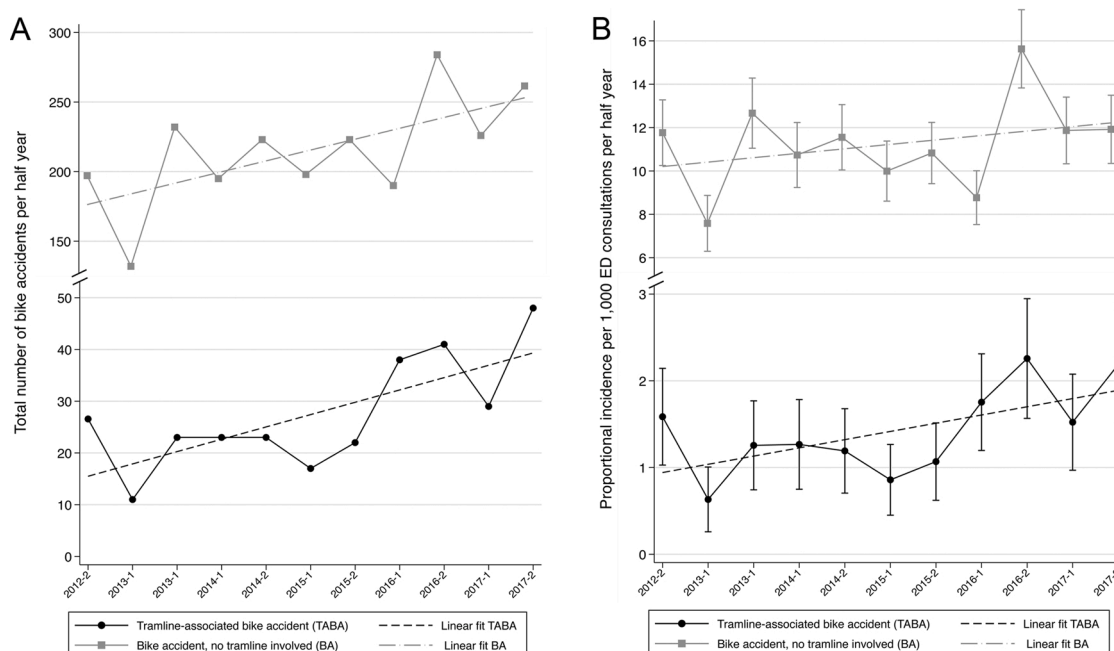 A
Total number of bike accidents per half year
300
250
200
150
50
40
30
20
10
0
2012-2 2013-1 2013-1 2014-1 2014-2 2015-1 2015-2 2016-1 2016-2 2017-1 2017-2
Tramline-associated bike accident (TABA) Linear fit TABA
Bike accident, no tramline involved (BA) Linear fit BA
B
Proportional incidence per 1,000 ED consultations per half year
16
14
12
10
8
6
3
2
1
0
2012-2 2013-1 2013-1 2014-1 2014-2 2015-1 2015-2 2016-1 2016-2 2017-1 2017-
Tramline-associated bike accident (TABA) Linear fit TABA
Bike accident, no tramline involved (BA) Linear fit BA